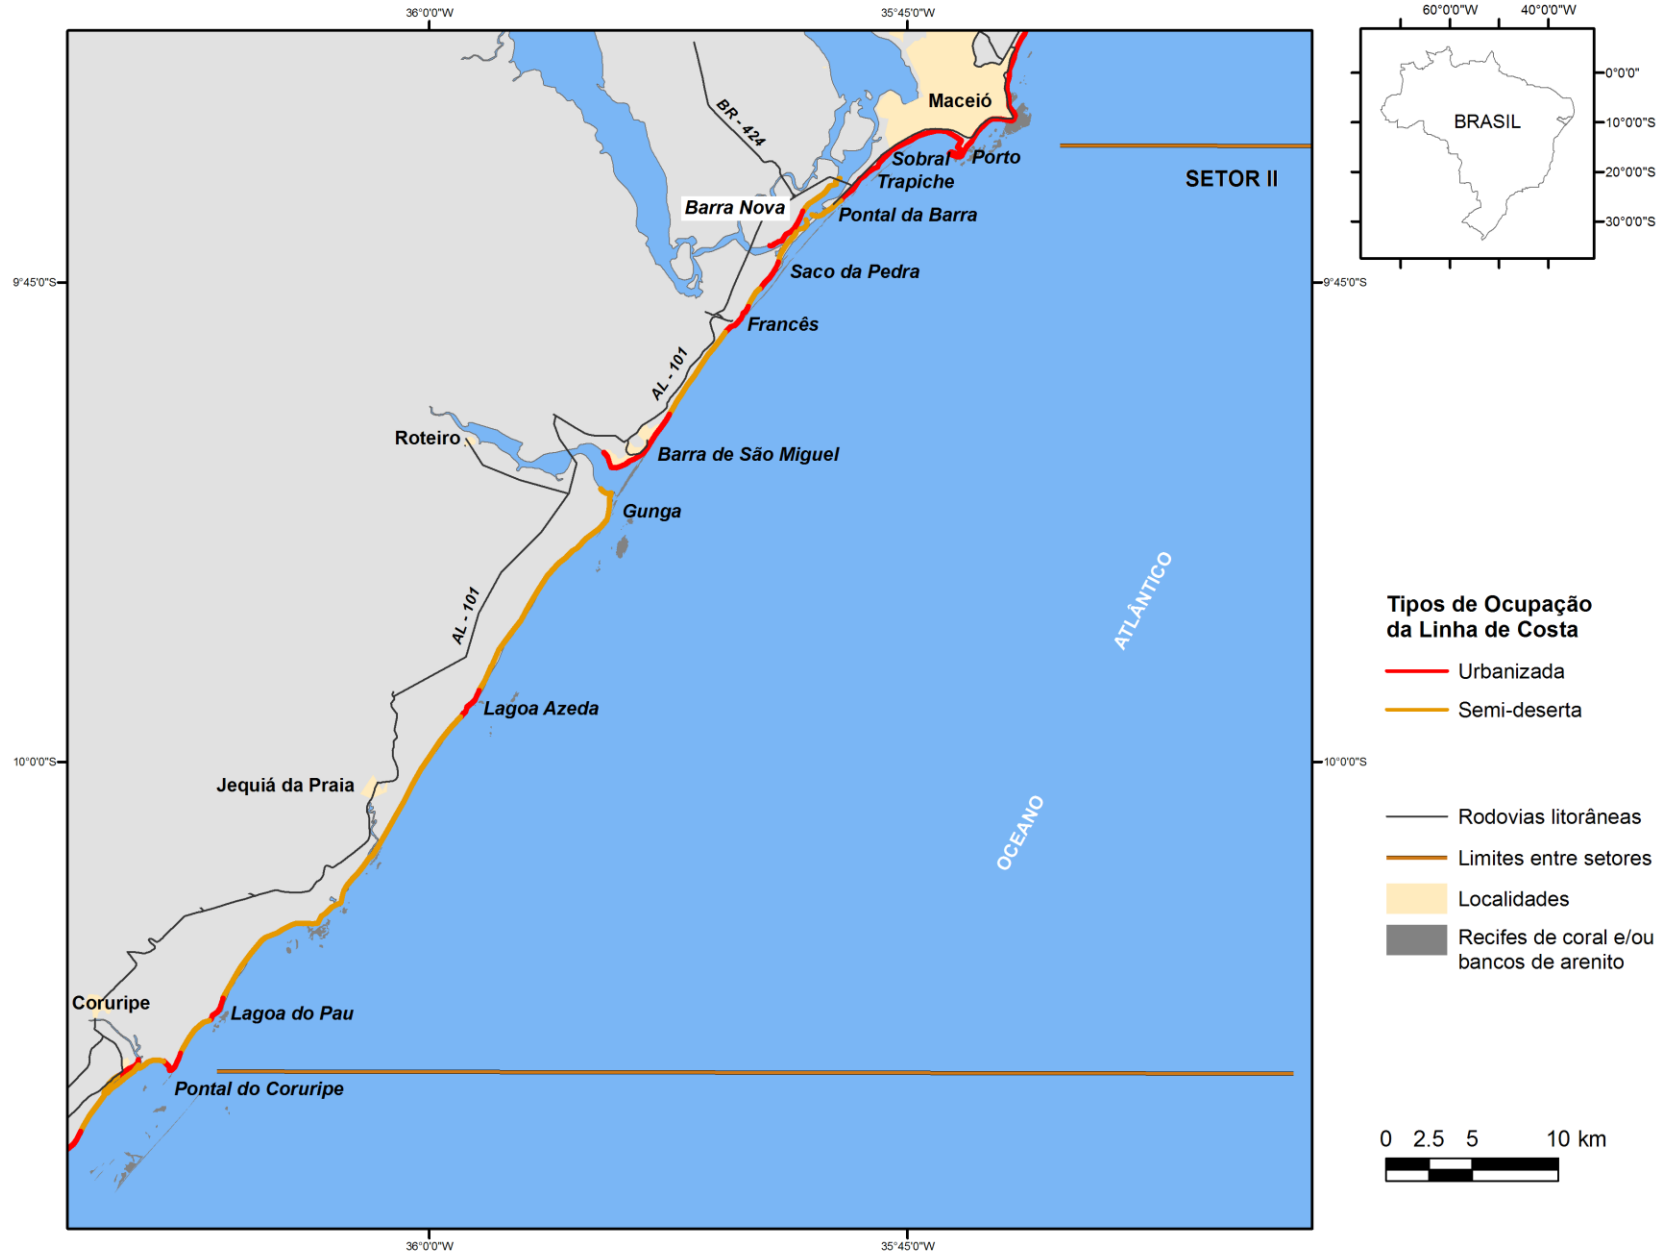 36°0'0"W
35°45'0"W
60°0'0"W
40°0'0"W
0°0'0"
10°0'0"S
20°0'0"S
30°0'0"S
BRASIL
Maceió
BR - 424
Sobral
Porto
Trapiche
SETOR II
Barra Nova
Pontal da Barra
Saco da Pedra
9°45'0"S
9°45'0"S
Francês
AL - 101
Roteiro
Barra de São Miguel
Gunga
ATLÂNTICO
AL - 101
Lagoa Azeda
10°0'0"S
10°0'0"S
Jequiá da Praia
OCEANO
Coruripe
Lagoa do Pau
Pontal do Coruripe
Tipos de Ocupação
da Linha de Costa
Urbanizada
Semi-deserta
Rodovias litorâneas
Limites entre setores
Localidades
Recifes de coral e/ou
bancos de arenito
0 2.5 5 10 km
36°0'0"W
35°45'0"W